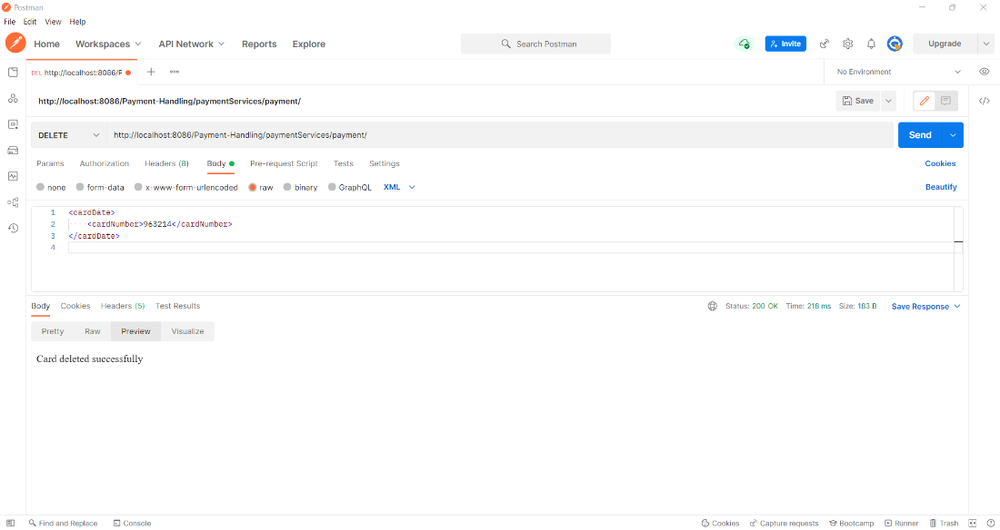 Postman
File Edit View Help
Home Workspaces API Network Reports Explore Search Postman Invite Upgrade
DEL http://localhost:8086/F No Environment
http://localhost:8086/Payment-Handling/paymentServices/payment/ Save
DELETE http://localhost:8086/Payment-Handling/paymentServices/payment/ Send
Params Authorization Headers (8) Body Pre-request Script Tests Settings Cookies
none form-data x-www-form-urlencoded raw binary GraphQL XML Beautify
1 <cardDate>
2 <cardNumber>963214</cardNumber>
3 </cardDate>
4
Body Cookies Headers (5) Test Results Status: 200 OK Time: 218 ms Size: 183 B Save Response
Pretty Raw Preview Visualize
Card deleted successfully
Find and Replace Console Cookies Capture requests Bootcamp Runner Trash